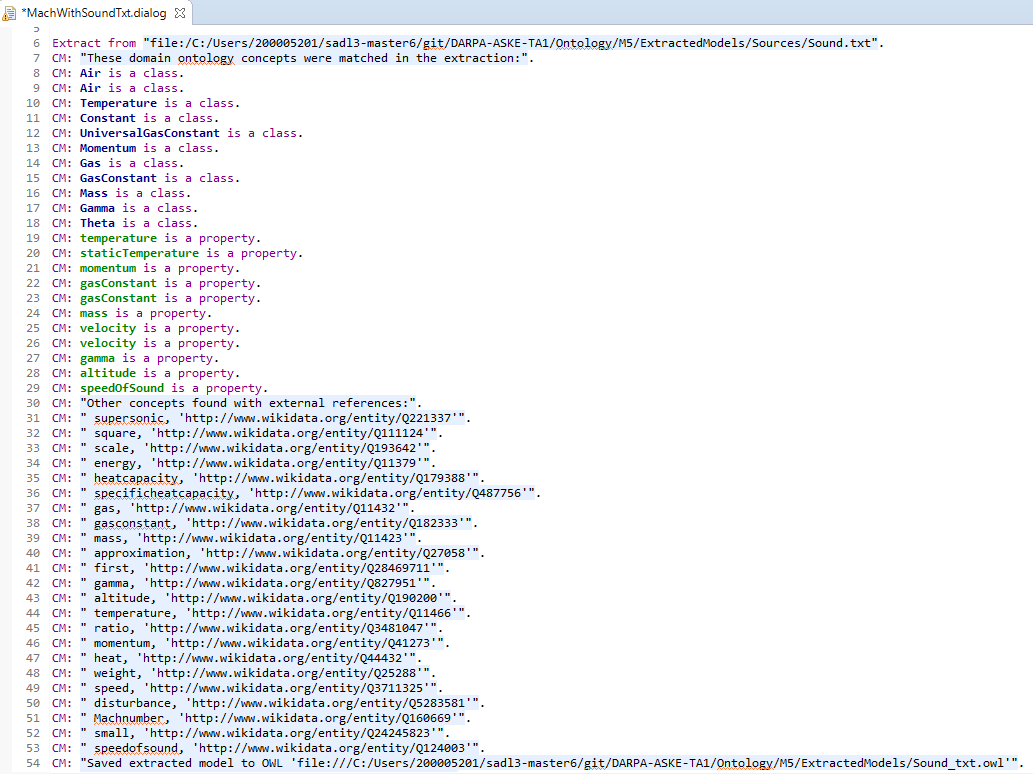 *MachWithSoundTxt.dialog
5
6 Extract from "file:/C:/Users/200005201/sadl3-master6/git/DARPA-ASKE-TA1/Ontology/M5/ExtractedModels/Sources/Sound.txt".
7 CM: "These domain ontology concepts were matched in the extraction:".
8 CM: Air is a class.
9 CM: Air is a class.
10 CM: Temperature is a class.
11 CM: Constant is a class.
12 CM: UniversalGasConstant is a class.
13 CM: Momentum is a class.
14 CM: Gas is a class.
15 CM: GasConstant is a class.
16 CM: Mass is a class.
17 CM: Gamma is a class.
18 CM: Theta is a class.
19 CM: temperature is a property.
20 CM: staticTemperature is a property.
21 CM: momentum is a property.
22 CM: gasConstant is a property.
23 CM: gasConstant is a property.
24 CM: mass is a property.
25 CM: velocity is a property.
26 CM: velocity is a property.
27 CM: gamma is a property.
28 CM: altitude is a property.
29 CM: speedOfSound is a property.
30 CM: "Other concepts found with external references:".
31 CM: " supersonic, 'http://www.wikidata.org/entity/Q221337'".
32 CM: " square, 'http://www.wikidata.org/entity/Q111124'".
33 CM: " scale, 'http://www.wikidata.org/entity/Q193642'".
34 CM: " energy, 'http://www.wikidata.org/entity/Q11379'".
35 CM: " heatcapacity, 'http://www.wikidata.org/entity/Q179388'".
36 CM: " specificheatcapacity, 'http://www.wikidata.org/entity/Q487756'".
37 CM: " gas, 'http://www.wikidata.org/entity/Q11432'".
38 CM: " gasconstant, 'http://www.wikidata.org/entity/Q182333'".
39 CM: " mass, 'http://www.wikidata.org/entity/Q11423'".
40 CM: " approximation, 'http://www.wikidata.org/entity/Q27058'".
41 CM: " first, 'http://www.wikidata.org/entity/Q28469711'".
42 CM: " gamma, 'http://www.wikidata.org/entity/Q827951'".
43 CM: " altitude, 'http://www.wikidata.org/entity/Q190200'".
44 CM: " temperature, 'http://www.wikidata.org/entity/Q11466'".
45 CM: " ratio, 'http://www.wikidata.org/entity/Q3481047'".
46 CM: " momentum, 'http://www.wikidata.org/entity/Q41273'".
47 CM: " heat, 'http://www.wikidata.org/entity/Q44432'".
48 CM: " weight, 'http://www.wikidata.org/entity/Q25288'".
49 CM: " speed, 'http://www.wikidata.org/entity/Q3711325'".
50 CM: " disturbance, 'http://www.wikidata.org/entity/Q5283581'".
51 CM: " Machnumber, 'http://www.wikidata.org/entity/Q160669'".
52 CM: " small, 'http://www.wikidata.org/entity/Q24245823'".
53 CM: " speedofsound, 'http://www.wikidata.org/entity/Q124003'".
54 CM: "Saved extracted model to OWL 'file:///C:/Users/200005201/sadl3-master6/git/DARPA-ASKE-TA1/Ontology/M5/ExtractedModels/Sound_txt.owl'".